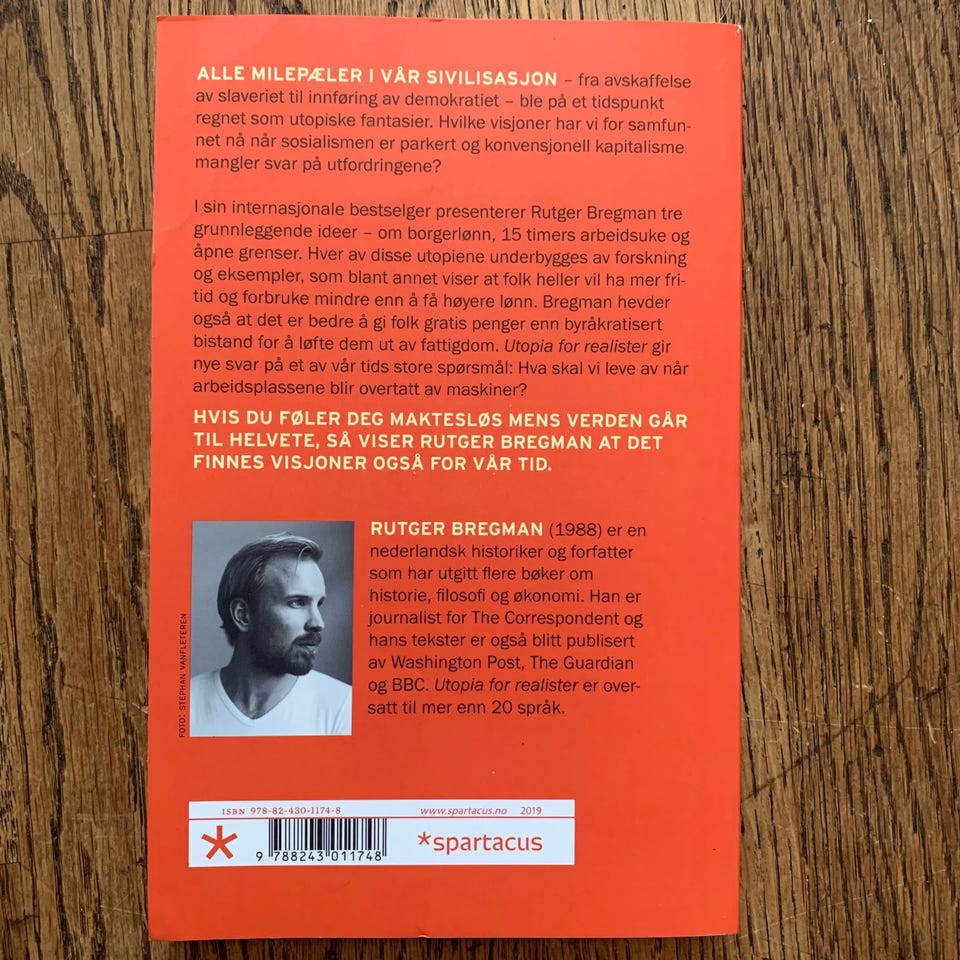 ALLE MILEPÆLER I VÅR SIVILISASJON – fra avskaffelse
av slaveriet til innføring av demokratiet – ble på et tidspunkt
regnet som utopiske fantasier. Hvilke visjoner har vi for samfun-
net nå når sosialismen er parkert og konvensjonell kapitalisme
mangler svar på utfordringene?
I sin internasjonale bestselger presenterer Rutger Bregman tre
grunnleggende ideer – om borgerlønn, 15 timers arbeidsuke og
åpne grenser. Hver av disse utopiene underbygges av forskning
og eksempler, som blant annet viser at folk heller vil ha mer fri-
tid og forbruke mindre enn å få høyere lønn. Bregman hevder
også at det er bedre å gi folk gratis penger enn byråkratisert
bistand for å løfte dem ut av fattigdom. Utopia for realister gir
nye svar på et av vår tids store spørsmål: Hva skal vi leve av når
arbeidsplassene blir overtatt av maskiner?
HVIS DU FØLER DEG MAKTESLØS MENS VERDEN GÅR
TIL HELVETE, SÅ VISER RUTGER BREGMAN AT DET
FINNES VISJONER OGSÅ FOR VÅR TID.
RUTGER BREGMAN (1988) er en
nederlandsk historiker og forfatter
som har utgitt flere bøker om
historie, filosofi og økonomi. Han er
journalist for The Correspondent og
hans tekster er også blitt publisert
av Washington Post, The Guardian
og BBC. Utopia for realister er over-
satt til mer enn 20 språk.
FOTO: STEPHAN VANFLETEREN
ISBN 978-82-430-1174-8
www.spartacus.no 2019
*spartacus
9 788243 011748